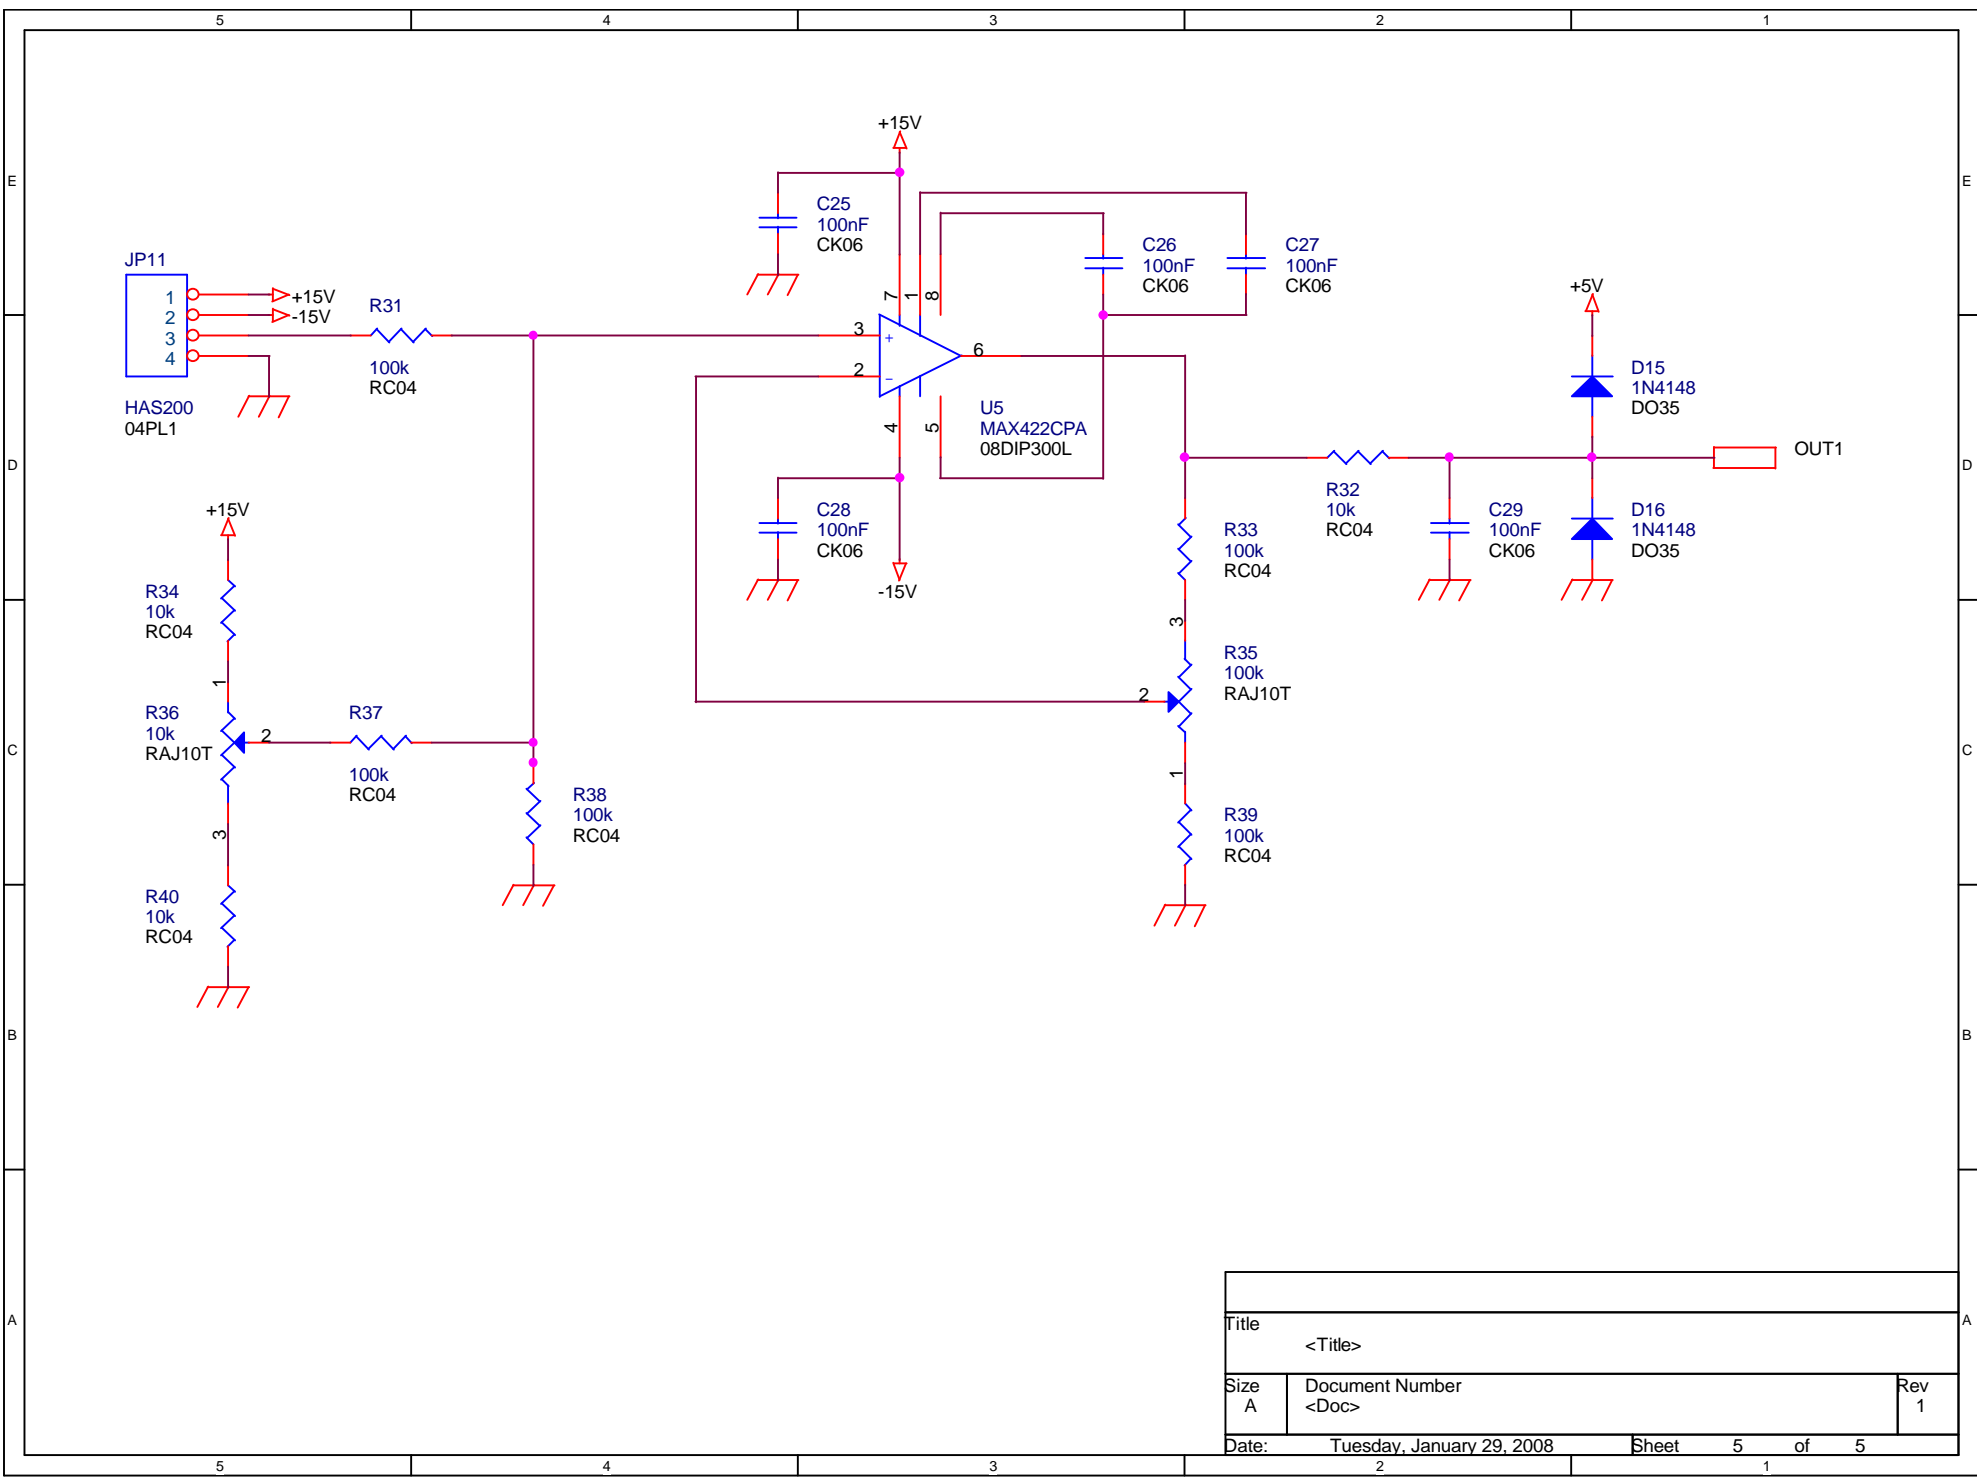 5 4 3 2 1
E E
D D
C C
B B
A A
+15V
C25
100nF
CK06
C26
100nF
CK06
C27
100nF
CK06
JP11
1
2
3
4
+15V
-15V
HAS200
04PL1
R31
100k
RC04
7
1
8
3
+
2
-
6
4
5
U5
MAX422CPA
08DIP300L
C28
100nF
CK06
-15V
+5V
D15
1N4148
DO35
OUT1
R32
10k
RC04
C29
100nF
CK06
D16
1N4148
DO35
+15V
R34
10k
RC04
1
R36
10k
RAJ10T
2
3
R37
100k
RC04
R38
100k
RC04
R40
10k
RC04
R33
100k
RC04
3
R35
100k
RAJ10T
2
1
R39
100k
RC04
Title
<Title>
Size
A
Document Number
<Doc>
Rev
1
Date: Tuesday, January 29, 2008 Sheet 5 of 5
5 4 3 2 1